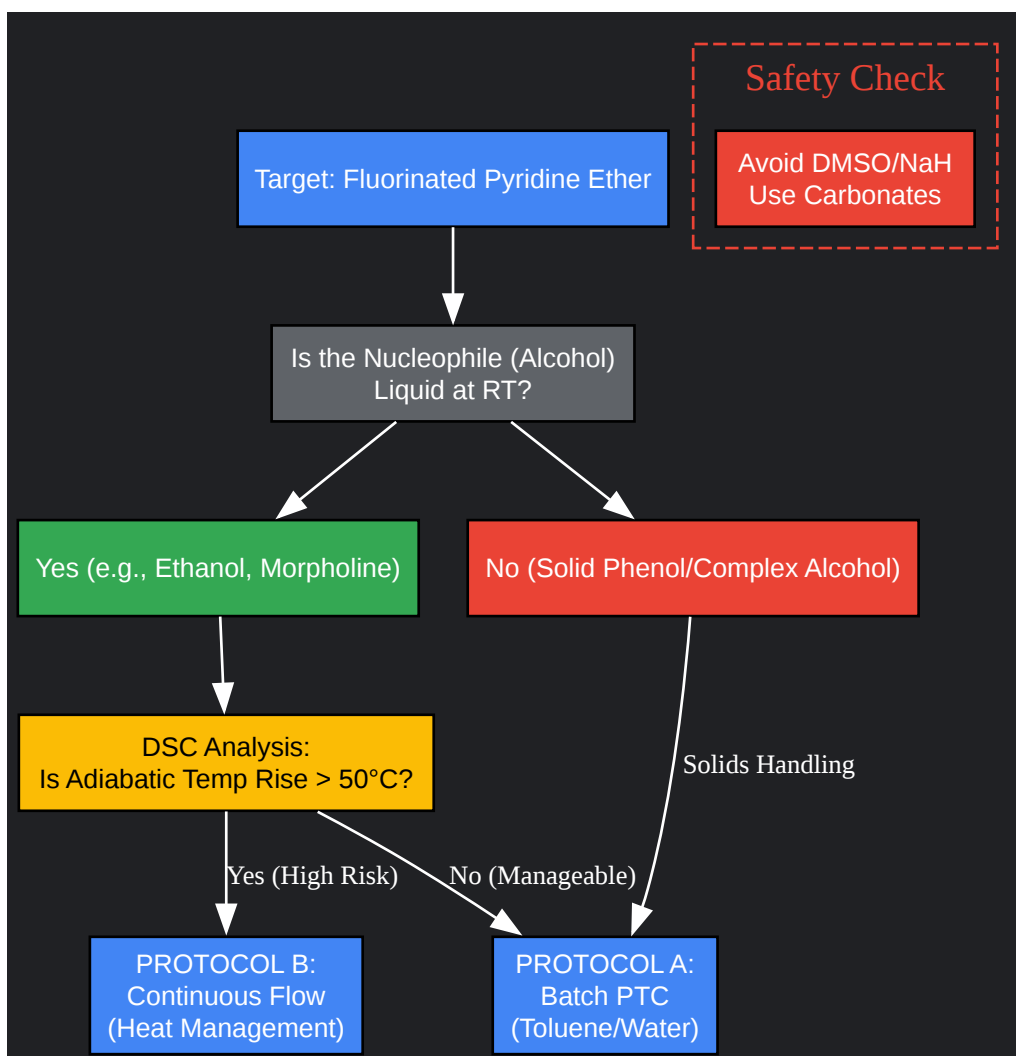 Safety Check
Avoid DMSO/NaH
Use Carbonates
Target: Fluorinated Pyridine Ether
Is the Nucleophile (Alcohol)
Liquid at RT?
Yes (e.g., Ethanol, Morpholine)
No (Solid Phenol/Complex Alcohol)
DSC Analysis:
Is Adiabatic Temp Rise > 50°C?
Solids Handling
Yes (High Risk)
No (Manageable)
PROTOCOL B:
Continuous Flow
(Heat Management)
PROTOCOL A:
Batch PTC
(Toluene/Water)